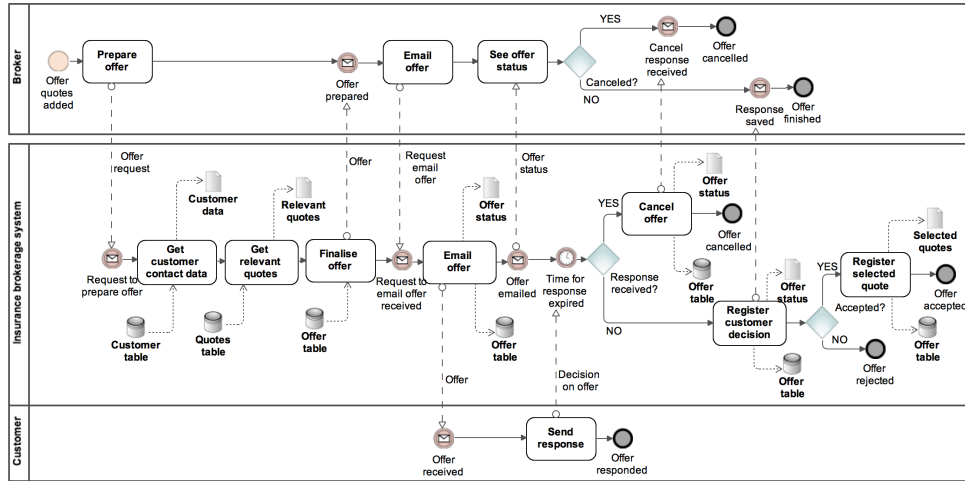 Broker
Offer
quotes
added
Prepare
offer
Offer
prepared
Email
offer
See offer
status
Canceled?
YES
NO
Cancel
response
received
Offer
cancelled
Response
saved
Offer
finished
Offer
request
Offer
Request
email
offer
Offer
status
Insurance brokerage system
Request to
prepare offer
Get
customer
contact data
Customer
data
Customer
table
Get
relevant
quotes
Relevant
quotes
Quotes
table
Finalise
offer
Offer
table
Request to
email offer
received
Email
offer
Offer
status
Offer
table
Offer
emailed
Time for
response
expired
Response
received?
YES
NO
Cancel
offer
Offer
status
Offer
cancelled
Offer
table
Register
customer
decision
Offer
status
Offer
table
Accepted?
YES
NO
Register
selected
quote
Selected
quotes
Offer
accepted
Offer
table
Offer
rejected
Offer
Decision
on offer
Customer
Offer
received
Send
response
Offer
responded